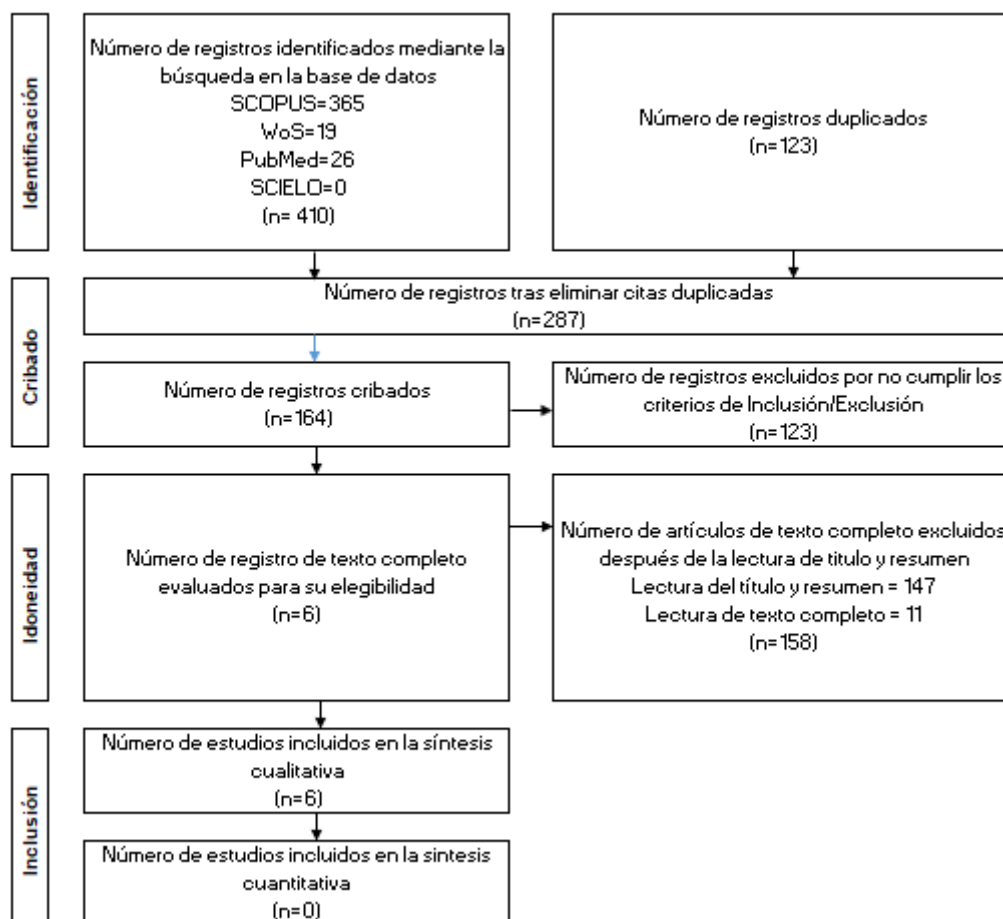 Identificación
Número de registros identificados mediante la
búsqueda en la base de datos
SCOPUS=365
WoS=19
PubMed=26
SCIELO=0
(n= 410)
Número de registros duplicados
(n=123)
Cribado
Número de registros tras eliminar citas duplicadas
(n=287)
Número de registros cribados
(n=164)
Número de registros excluidos por no cumplir los
criterios de Inclusión/Exclusión
(n=123)
Idoneidad
Número de registro de texto completo
evaluados para su elegibilidad
(n=6)
Número de artículos de texto completo excluidos
después de la lectura de titulo y resumen
Lectura del título y resumen = 147
Lectura de texto completo = 11
(n=158)
Inclusión
Número de estudios incluidos en la síntesis
cualitativa
(n=6)
Número de estudios incluidos en la sintesis
cuantitativa
(n=0)